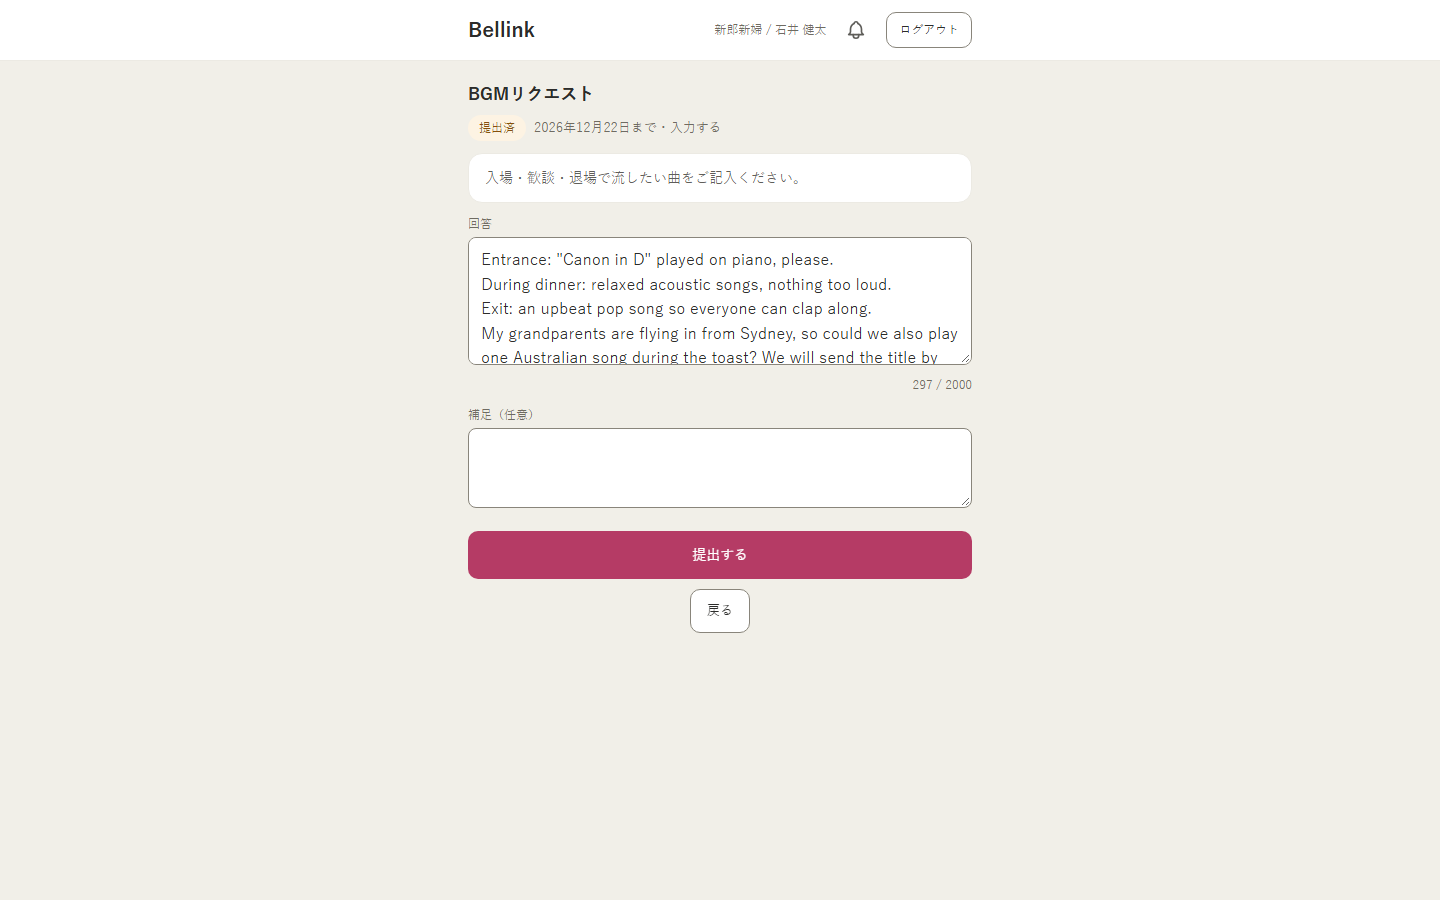 Bellink
新郎新婦 / 石井 健太
ログアウト
BGMリクエスト
提出済 2026年12月22日まで・入力する
入場・歓談・退場で流したい曲をご記入ください。
回答
Entrance: "Canon in D" played on piano, please.
During dinner: relaxed acoustic songs, nothing too loud.
Exit: an upbeat pop song so everyone can clap along.
My grandparents are flying in from Sydney, so could we also play
one Australian song during the toast? We will send the title by
297 / 2000
補足（任意）
提出する
戻る